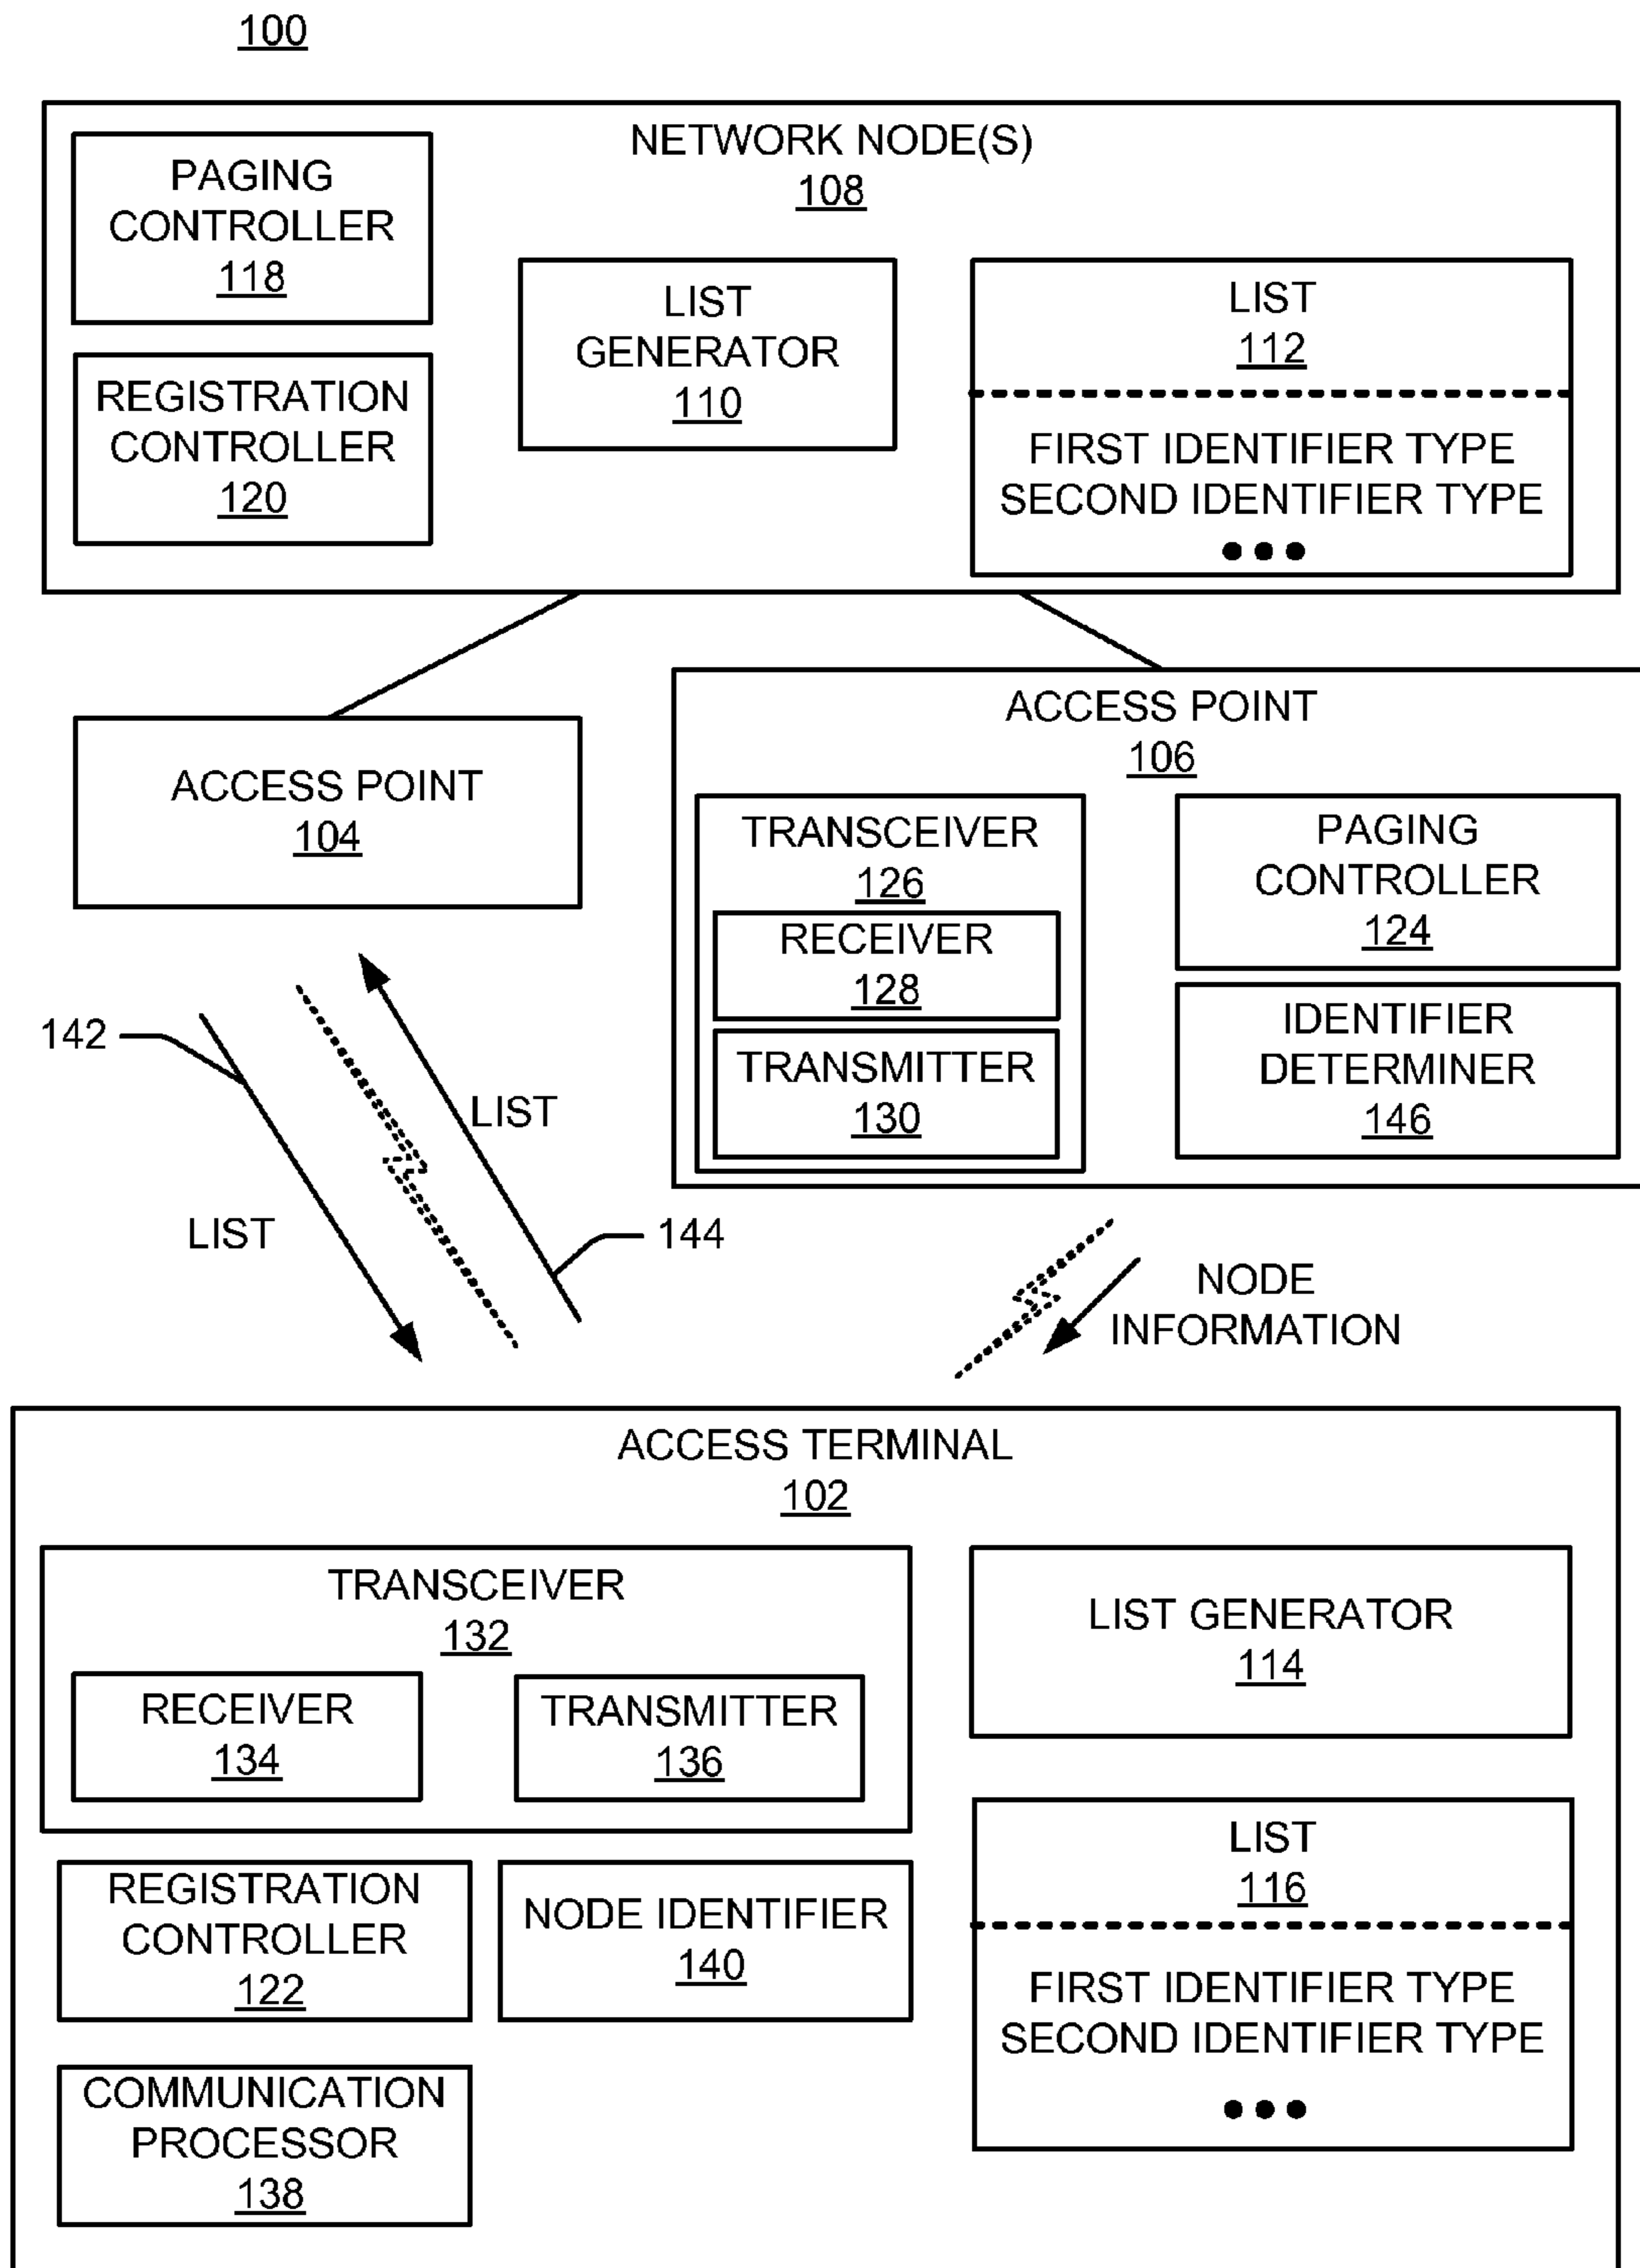 100
NETWORK NODE(S)
108
PAGING
CONTROLLER
118
REGISTRATION
CONTROLLER
120
LIST
GENERATOR
110
LIST
112
FIRST IDENTIFIER TYPE
SECOND IDENTIFIER TYPE
ACCESS POINT
104
ACCESS POINT
106
TRANSCEIVER
126
RECEIVER
128
TRANSMITTER
130
PAGING
CONTROLLER
124
IDENTIFIER
DETERMINER
146
142
LIST
LIST
144
NODE
INFORMATION
ACCESS TERMINAL
102
TRANSCEIVER
132
RECEIVER
134
TRANSMITTER
136
LIST GENERATOR
114
REGISTRATION
CONTROLLER
122
NODE IDENTIFIER
140
LIST
116
FIRST IDENTIFIER TYPE
SECOND IDENTIFIER TYPE
COMMUNICATION
PROCESSOR
138